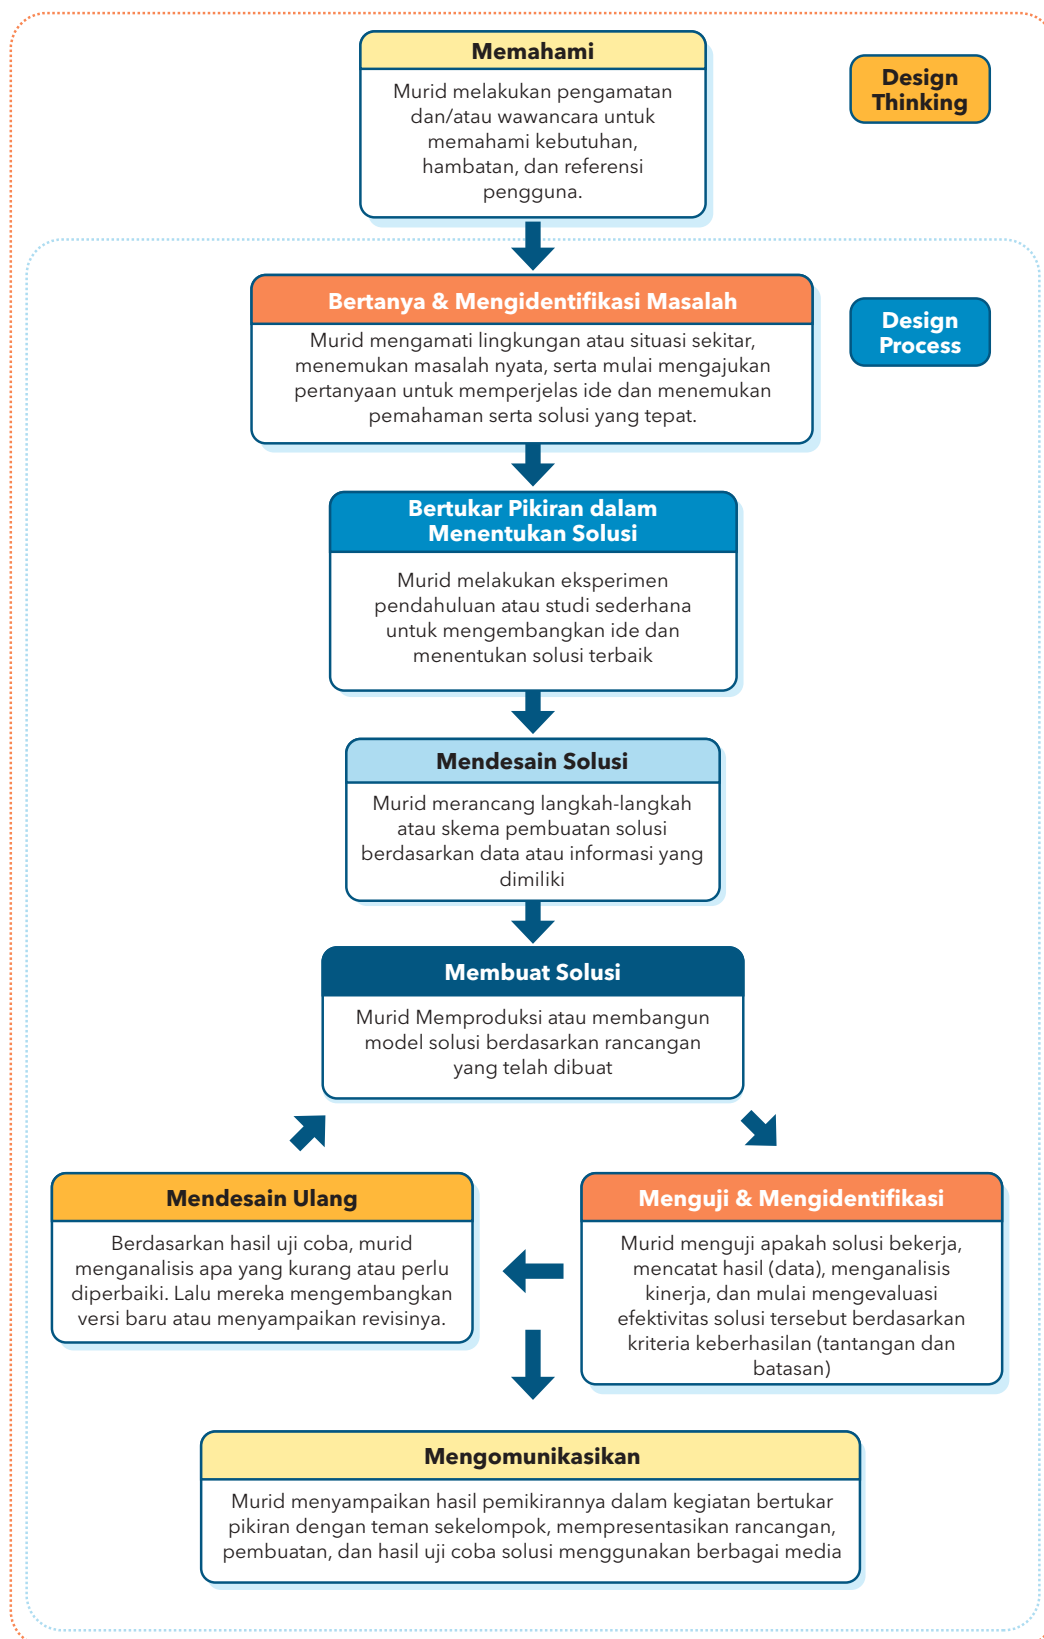 Memahami
Murid melakukan pengamatan
dan/atau wawancara untuk
memahami kebutuhan,
hambatan, dan referensi
pengguna.
Design
Thinking
Bertanya & Mengidentifikasi Masalah
Murid mengamati lingkungan atau situasi sekitar,
menemukan masalah nyata, serta mulai mengajukan
pertanyaan untuk memperjelas ide dan menemukan
pemahaman serta solusi yang tepat.
Design
Process
Bertukar Pikiran dalam
Menentukan Solusi
Murid melakukan eksperimen
pendahuluan atau studi sederhana
untuk mengembangkan ide dan
menentukan solusi terbaik
Mendesain Solusi
Murid merancang langkah-langkah
atau skema pembuatan solusi
berdasarkan data atau informasi yang
dimiliki
Membuat Solusi
Murid Memproduksi atau membangun
model solusi berdasarkan rancangan
yang telah dibuat
Mendesain Ulang
Berdasarkan hasil uji coba, murid
menganalisis apa yang kurang atau perlu
diperbaiki. Lalu mereka mengembangkan
versi baru atau menyampaikan revisinya.
Menguji & Mengidentifikasi
Murid menguji apakah solusi bekerja,
mencatat hasil (data), menganalisis
kinerja, dan mulai mengevaluasi
efektivitas solusi tersebut berdasarkan
kriteria keberhasilan (tantangan dan
batasan)
Mengomunikasikan
Murid menyampaikan hasil pemikirannya dalam kegiatan bertukar
pikiran dengan teman sekelompok, mempresentasikan rancangan,
pembuatan, dan hasil uji coba solusi menggunakan berbagai media